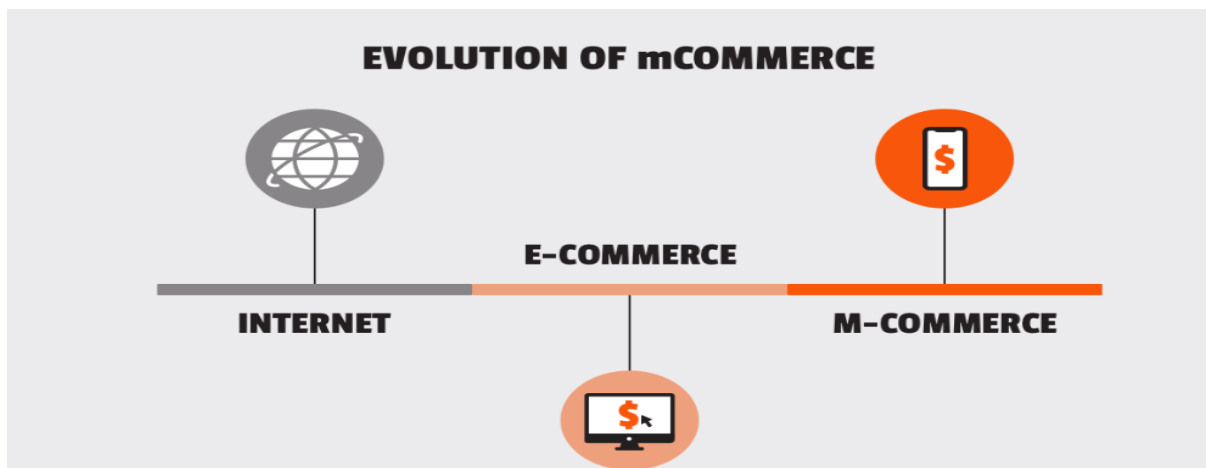 EVOLUTION OF mCOMMERCE
$
E-COMMERCE
INTERNET
M-COMMERCE
$